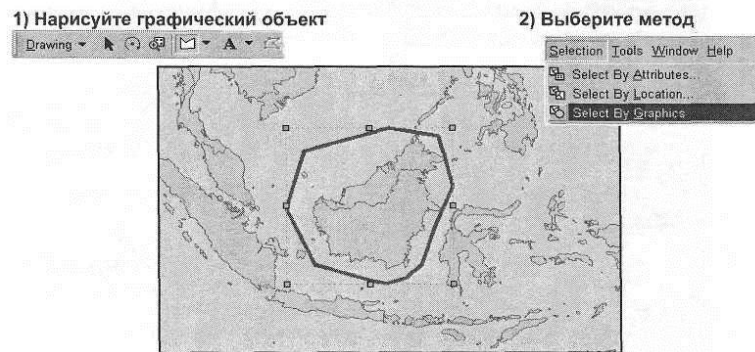 1) Нарисуйте графический объект
2) Выберите метод
Drawing A
Selection Tools Window Help
Select By Attributes...
Select By Location...
Select By Graphics